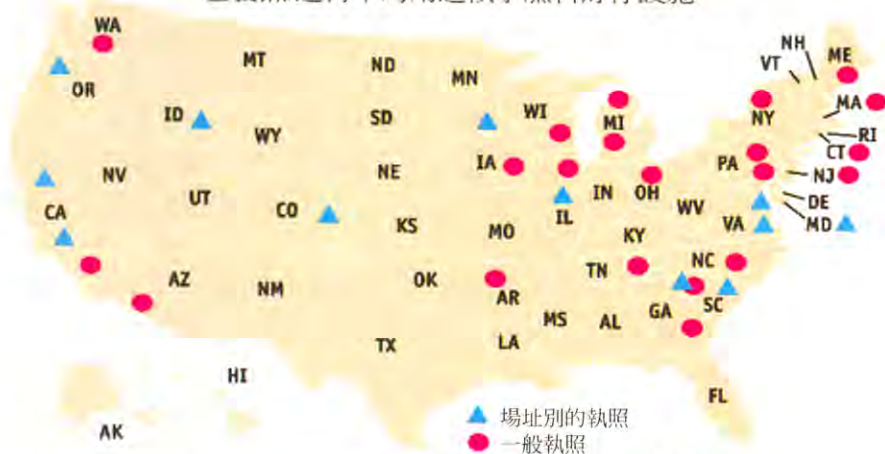 WA
NH
ME
VT
MT
ND
MN
OR
MA
ID
WI
MI
NY
SD
WY
RI
CT
IA
PA
NV
NE
NJ
UT
IN
OH
DE
CA
CO
IL
WV
VA
MD
KS
MO
KY
NC
TN
AZ
NM
OK
AR
SC
GA
MS
AL
TX
LA
HI
FL
AK
場址別的執照
一般執照